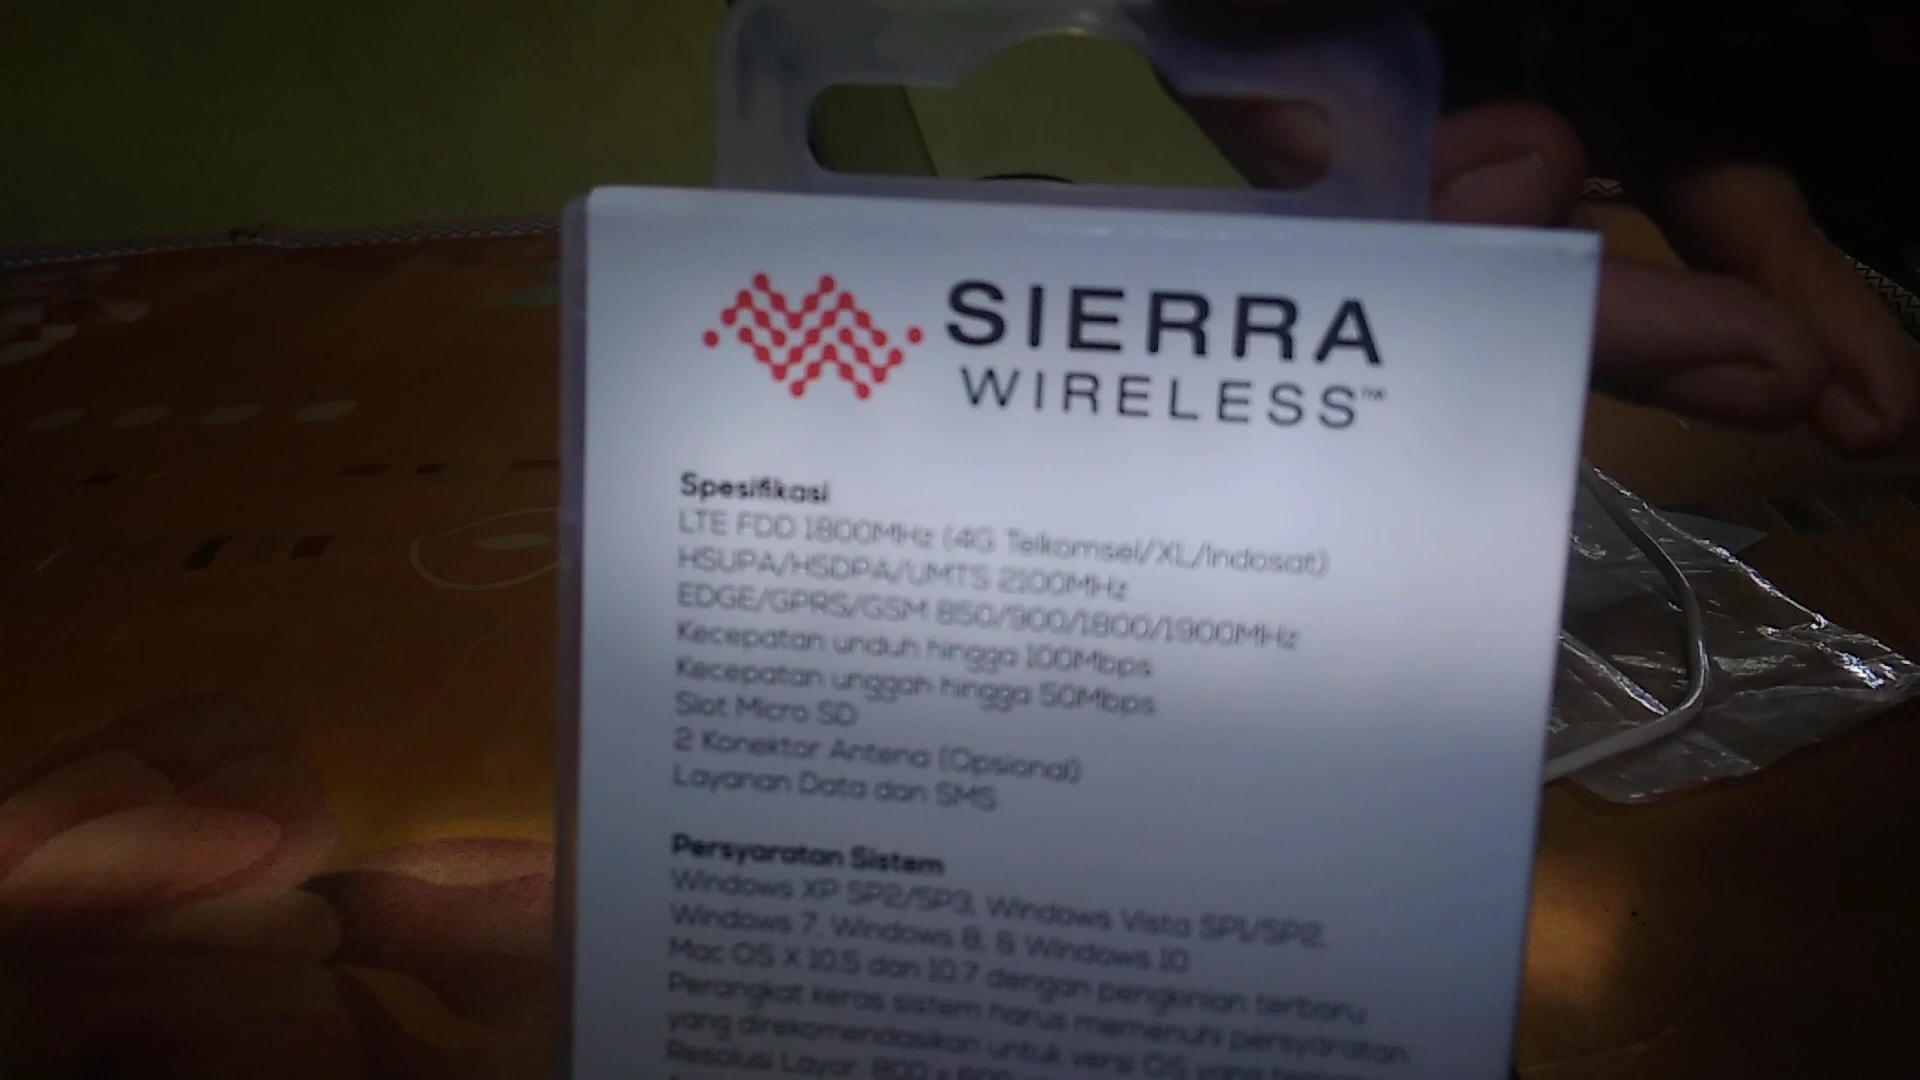 SIERRA
WIRELESS™
Spesifikasi
LTE FDD 1800MHz (4G Telkomsel/XL/Indosat)
HSUPA/HSDPA/UMTS 2100MHz
EDGE/GPRS/GSM 850/900/1800/1900MHz
Kecepatan unduh hingga 100Mbps
Kecepatan unggah hingga 50Mbps
Slot Micro SD
2 Konektor Antena (Opsional)
Layanan Data dan SMS
Persyaratan Sistem
Windows XP SP2/SP3, Windows Vista SP1/SP2,
Windows 7, Windows 8, & Windows 10
Mac OS X 10.5 dan 10.7 dengan pengkinian terbaru
Perangkat keras sistem harus memenuhi persyaratan
yang direkomendasikan untuk versi OS yang
Resolusi Layar: 800 x 600